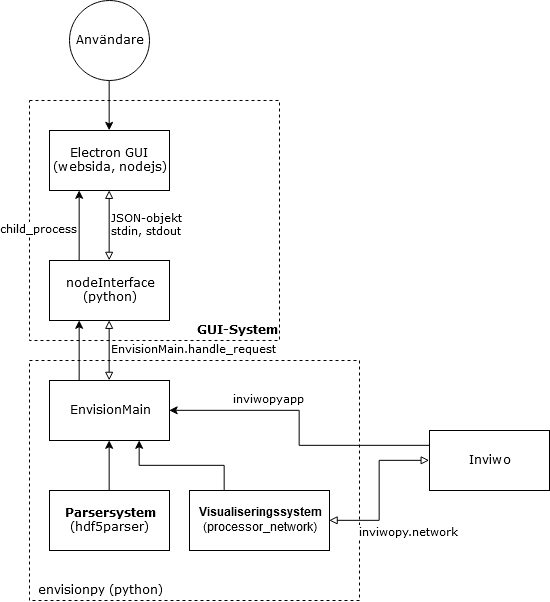 Användare
Electron GUI
(websida, nodejs)
JSON-objekt
child_process
stdin, stdout
nodeInterface
(python)
GUI-System
EnvisionMain.handle_request
EnvisionMain
inviwopyapp
Inviwo
Parsersystem
(hdf5parser)
Visualiseringssystem
(processor_network)
inviwopy.network
envisionpy (python)